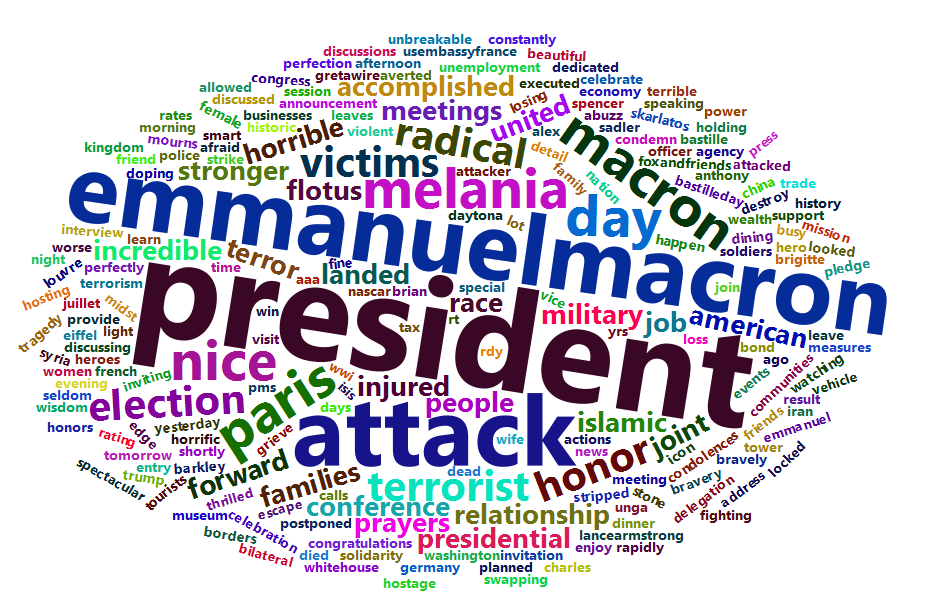 unbreakable
constantly
discussions
usembassyfrance
beautiful
perfection
afternoon
unemployment
dedicated
congress
gretawire
averted
executed
celebrate
allowed
session
accomplished
losing
economy
terrible
discussed
announcement
meetings
united
spencer
speaking
power
rates
female
businesses
leaves
abuzz
skarlatos
holding
morning
historic
violent
radical
alex
sadler
smart
horrible
macron
condemn
bastille
press
mourns
afraid
detail
officer
agency
kingdom
police
strike
victims
attacker
family
foxandfriends
attacked
friend
stronger
nation
anthony
doping
flotus
melania
bastilleday
china
trade
emmanuelmacron
daytona
lot
day
destroy
history
wealth
support
mission
interview
learn
happen
dining
busy
worse
incredible
terror
fine
soldiers
hero
looked
night
louvre
perfectly
time
aaa
landed
brigitte
pledge
terrorism
nascar
brian
special
join
hosting
juillet
midst
president
win
race
vice
military
job
american
leave
tragedy
provide
rt
yrs
eiffel
light
visit
tax
loss
bond
measures
discussing
rdy
ago
syria
heroes
nice
wwi
watching
women
french
inviting
isis
injured
events
communities
vehicle
evening
pms
seldom
election
paris
days
people
result
iran
wisdom
attack
islamic
friends
emmanuel
honors
rating
edge
yesterday
grieve
wife
actions
joint
icon
tower
horrific
news
tomorrow
shortly
honor
condolences
bravely
locked
entry
barkley
forward
dead
meeting
spectacular
trump
tourists
families
terrorist
bravery
address
thrilled
calls
stripped
stone
delegation
escape
conference
relationship
unga
fighting
museum
celebration
postponed
prayers
dinner
borders
presidential
lancearmstrong
congratulations
enjoy
rapidly
bilateral
died
solidarity
washington
invitation
whitehouse
germany
planned
charles
hostage
swapping